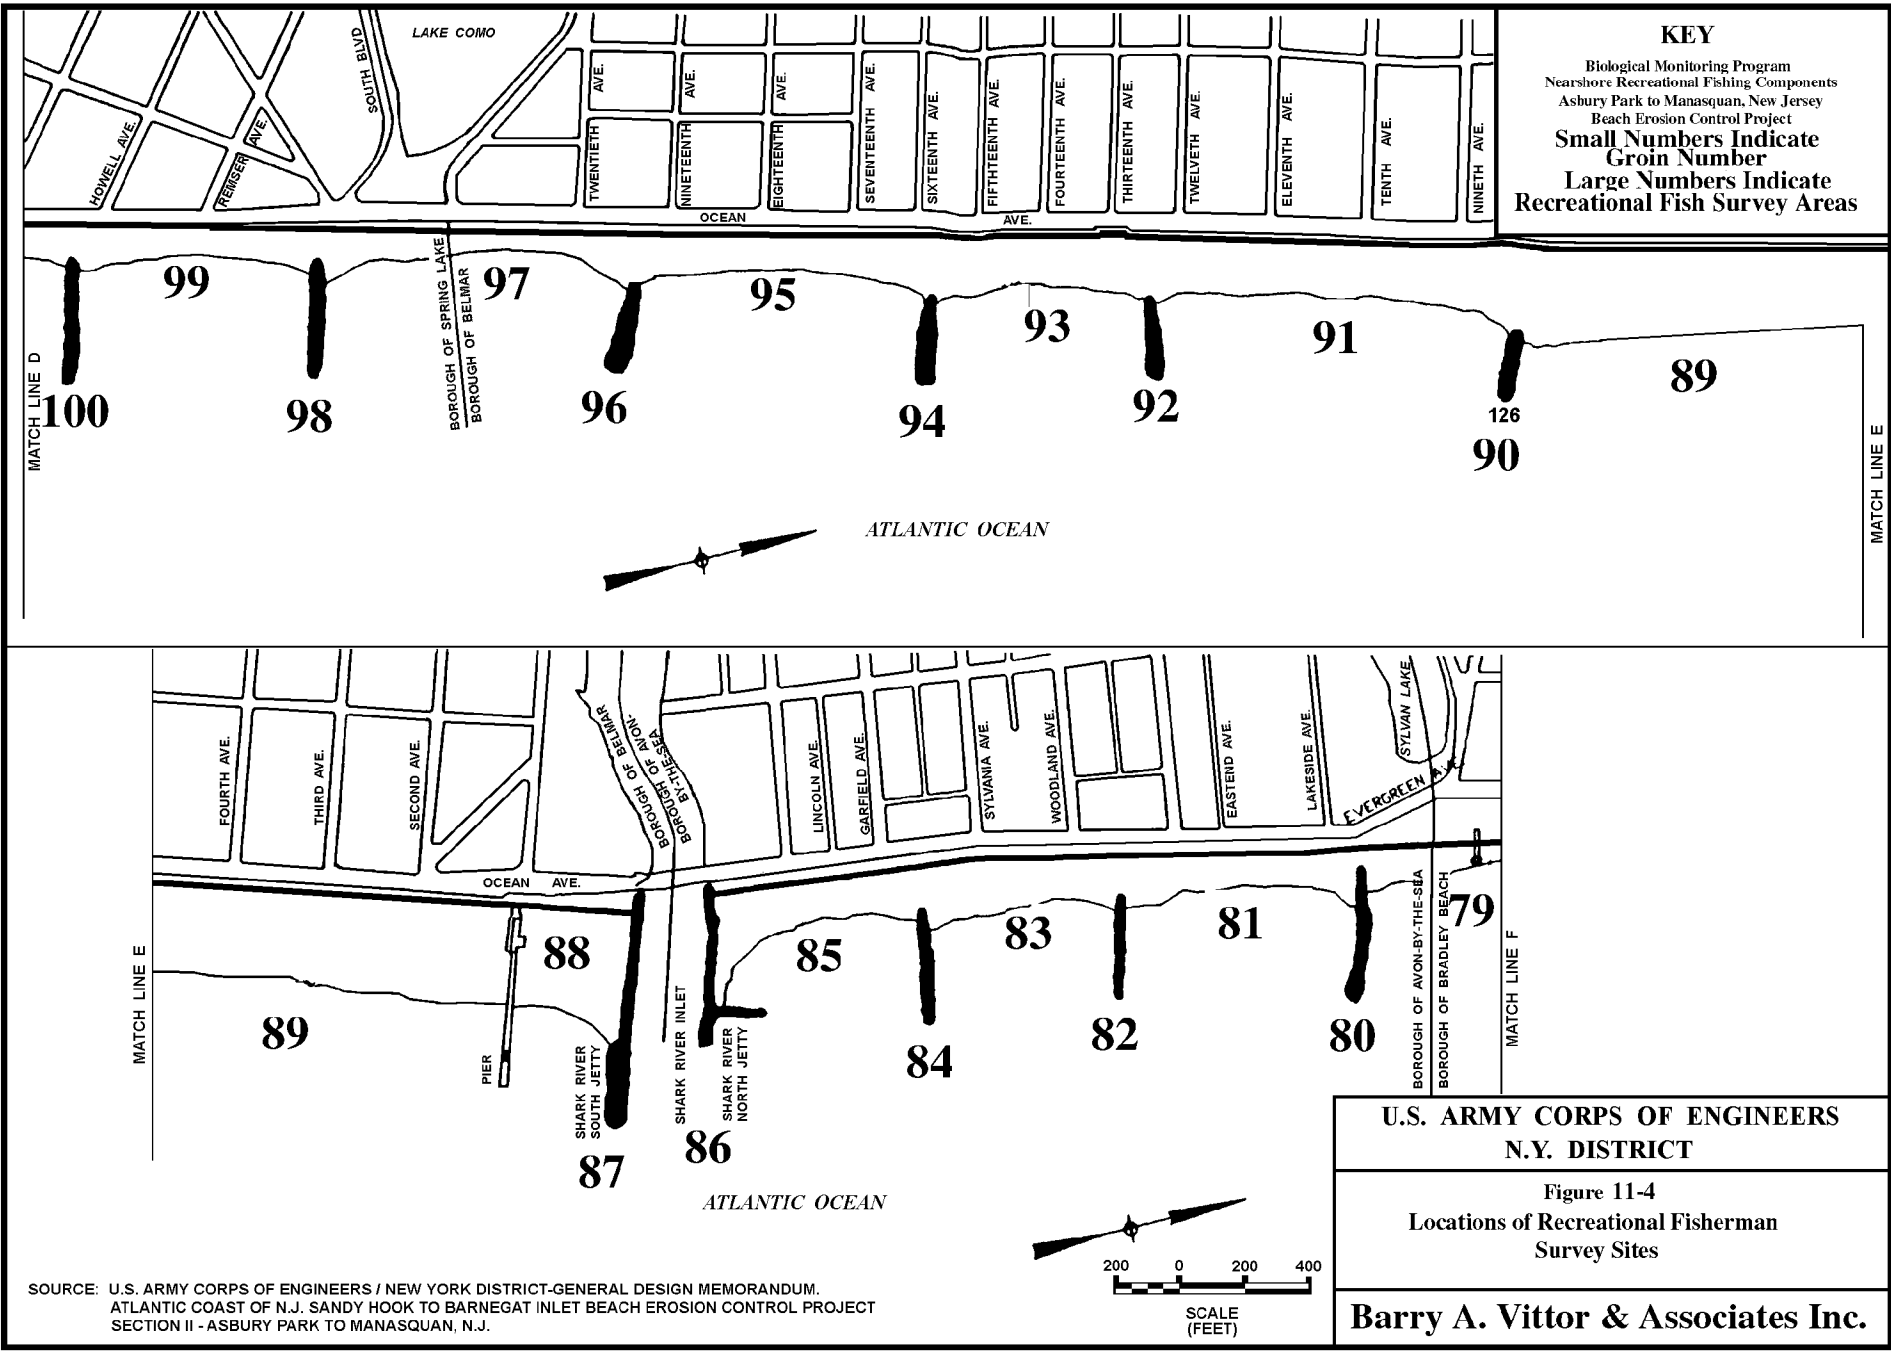 LAKE COMO
SOUTH BLVD
HOWELL AVE.
REMSER AVE.
TWENTIETH AVE.
NINETEENTH AVE.
EIGHTEENTH AVE.
SEVENTEENTH AVE.
SIXTEENTH AVE.
FIFTHTEENTH AVE.
FOURTEENTH AVE.
THIRTEENTH AVE.
TWELVETH AVE.
ELEVENTH AVE.
TENTH AVE.
NINETH AVE.
OCEAN AVE.
KEY
Biological Monitoring Program
Nearshore Recreational Fishing Components
Asbury Park to Manasquan, New Jersey
Beach Erosion Control Project
Small Numbers Indicate
Groin Number
Large Numbers Indicate
Recreational Fish Survey Areas
99
97
95
93
91
89
BOROUGH OF SPRING LAKE
BOROUGH OF BELMAR
MATCH LINE D
100
98
96
94
92
126
90
MATCH LINE E
ATLANTIC OCEAN
FOURTH AVE.
THIRD AVE.
SECOND AVE.
BOROUGH OF BELMAR
BOROUGH OF AVON-
BY-THE-SEA
LINCOLN AVE.
GARFIELD AVE.
SYLVANIA AVE.
WOODLAND AVE.
EASTEND AVE.
LAKESIDE AVE.
SYLVAN LAKE
EVERGREEN AVE.
OCEAN AVE.
MATCH LINE E
89
PIER
88
SHARK RIVER
SOUTH JETTY
87
SHARK RIVER INLET
SHARK RIVER
NORTH JETTY
86
85
84
83
82
81
80
BOROUGH OF AVON-BY-THE-SEA
BOROUGH OF BRADLEY BEACH
79
MATCH LINE F
ATLANTIC OCEAN
200 0 200 400
SCALE
(FEET)
U.S. ARMY CORPS OF ENGINEERS
N.Y. DISTRICT
Figure 11-4
Locations of Recreational Fisherman
Survey Sites
Barry A. Vittor & Associates Inc.
SOURCE: U.S. ARMY CORPS OF ENGINEERS / NEW YORK DISTRICT-GENERAL DESIGN MEMORANDUM.
ATLANTIC COAST OF N.J. SANDY HOOK TO BARNEGAT INLET BEACH EROSION CONTROL PROJECT
SECTION II - ASBURY PARK TO MANASQUAN, N.J.